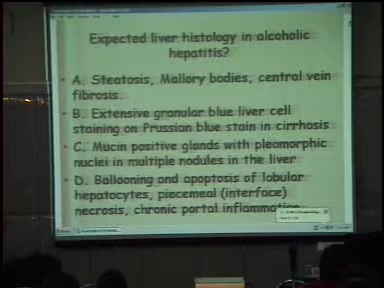 Expected liver histology in alcoholic
hepatitis?
• A. Steatosis, Mallory bodies, central vein
fibrosis.
• B. Extensive granular blue liver cell
staining on Prussian blue stain in cirrhosis
• C. Mucin positive glands with pleomorphic
nuclei in multiple nodules in the liver
• D. Ballooning and apoptosis of lobular
hepatocytes, piecemeal (interface)
necrosis, chronic portal inflammation